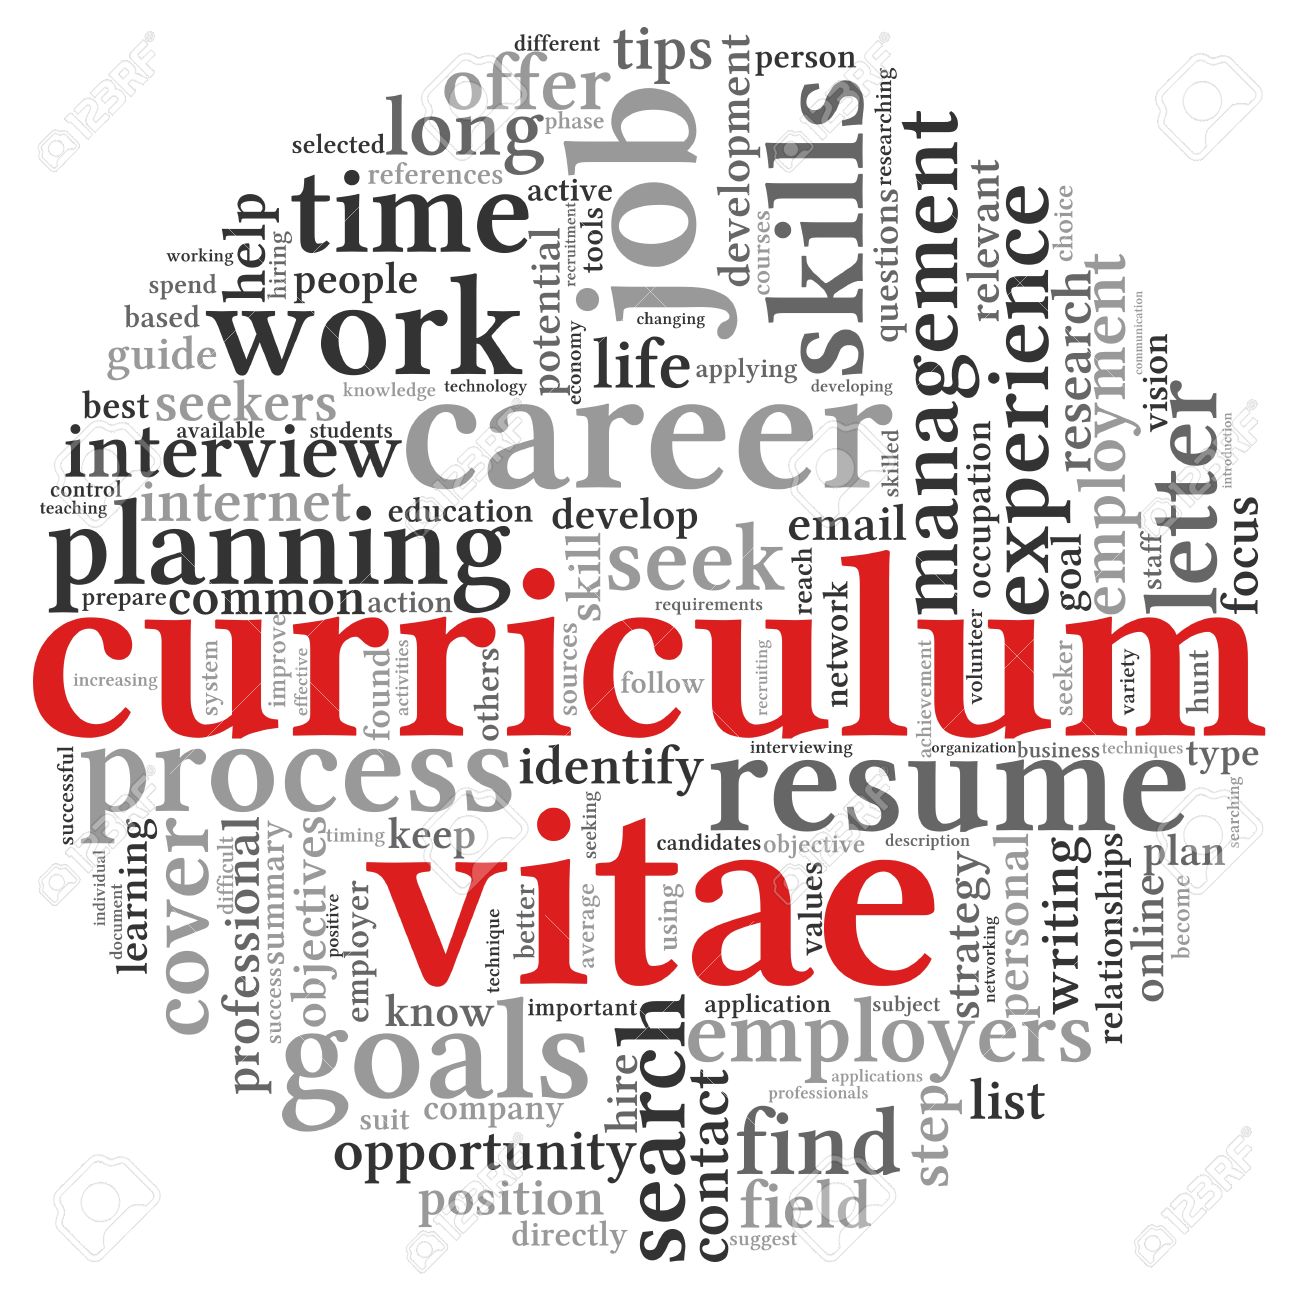 different
tips
person
offer
long
phase
job
development
skills
researching
selected
references
time
active
management
relevant
choice
help
hiring
working
people
potential
recruitment
tools
courses
questions
experience
spend
work
based
guide
changing
economy
life
applying
research
employment
communication
vision
best
seekers
knowledge
technology
developing
letter
career
interview
available
students
skilled
occupation
introduction
control
teaching
internet
education
develop
email
focus
planning
skill
seek
reach
goal
staff
prepare
common
action
requirements
network
curriculum
increasing
system
improve
effective
found
activities
others
sources
follow
recruiting
volunteer
achievement
seeker
variety
hunt
successful
process
identify
interviewing
organization
business
techniques
type
resume
searching
learning
cover
difficult
professional
summary
objectives
timing
keep
seeking
candidates
objective
description
plan
vitae
individual
document
success
positive
employer
technique
better
average
using
values
strategy
networking
personal
writing
relationships
online
become
know
important
application
subject
goals
search
employers
applications
professionals
suit
company
hire
contact
step
list
opportunity
find
position
field
directly
suggest
123RF